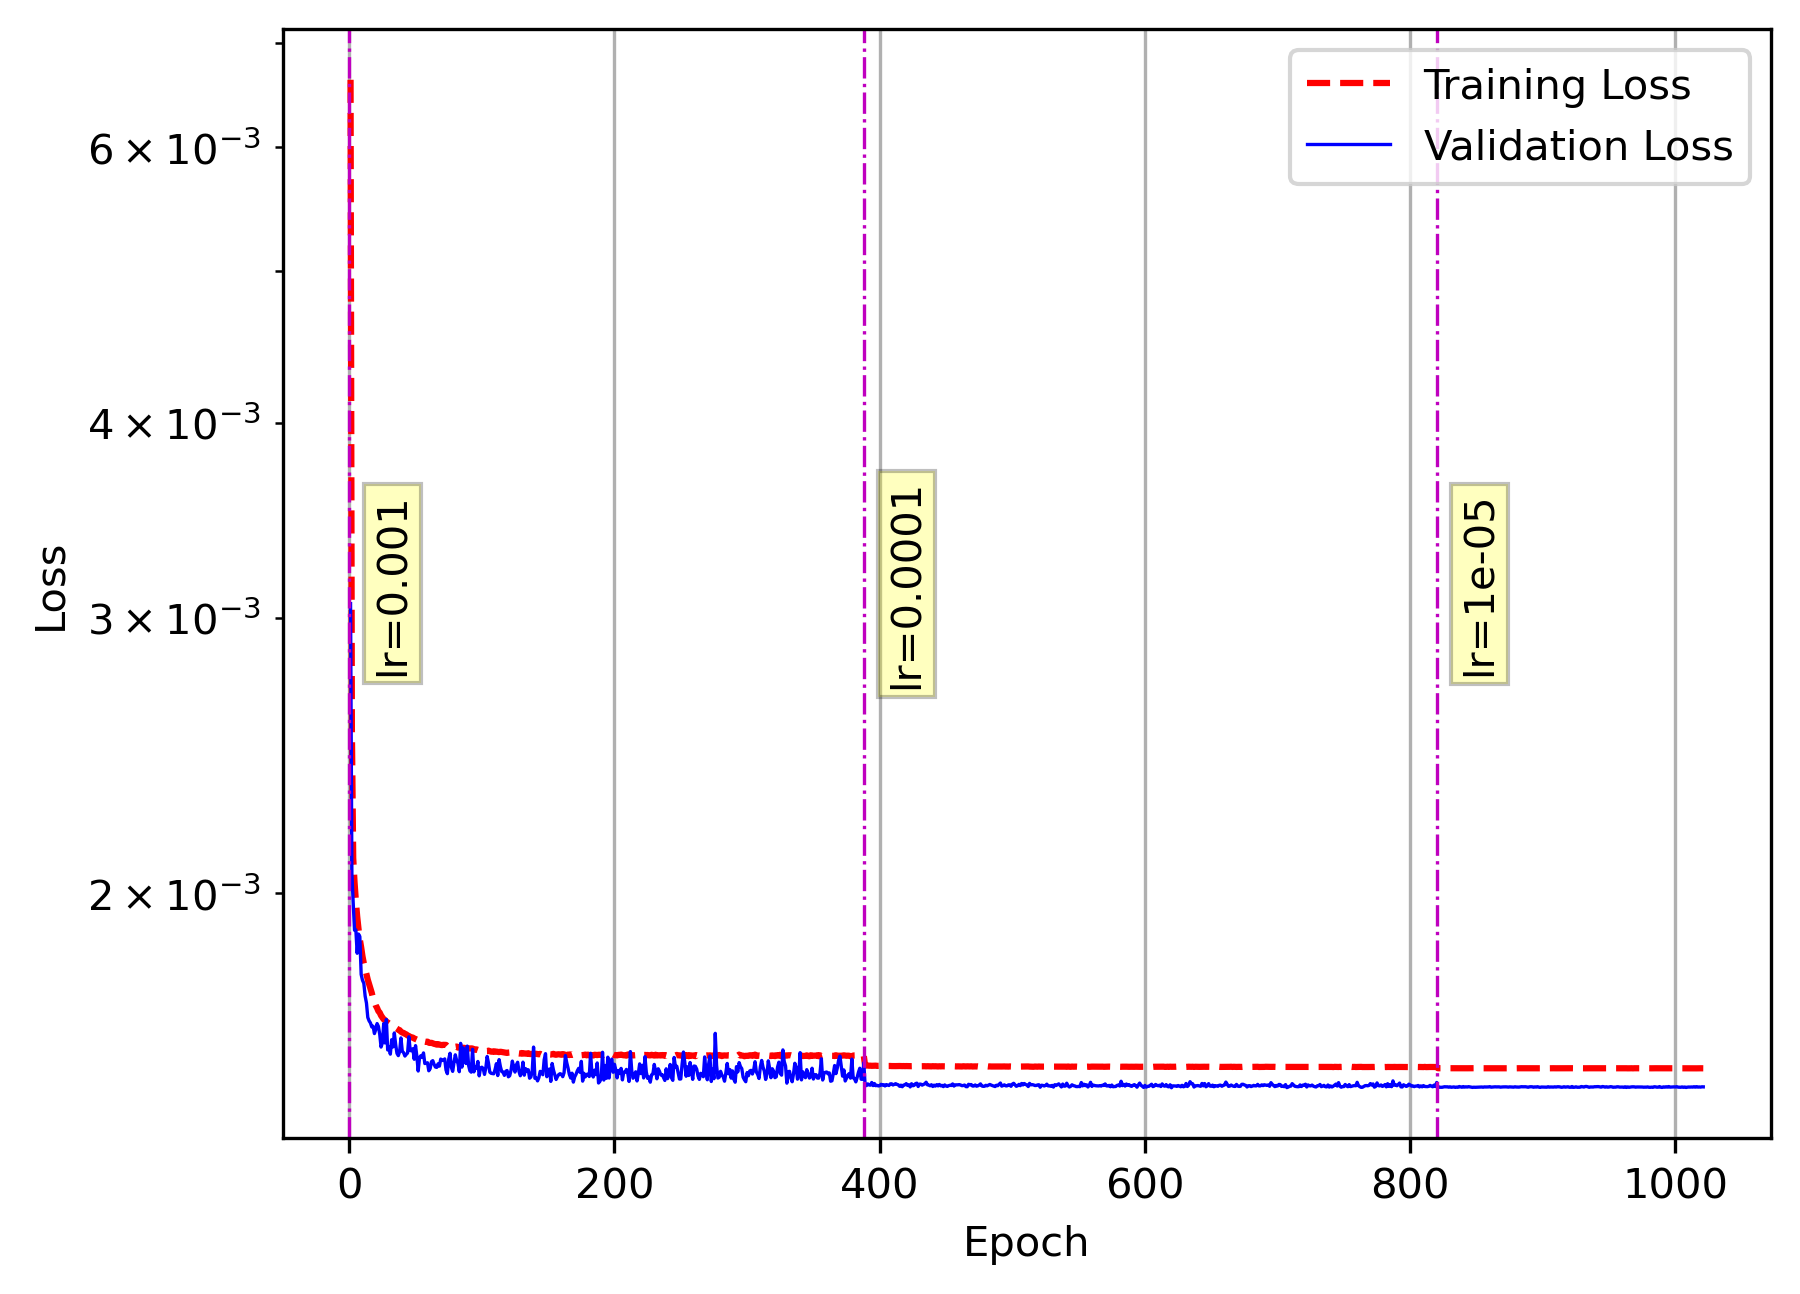 Training Loss
Validation Loss
6 × 10⁻³
4 × 10⁻³
3 × 10⁻³
2 × 10⁻³
Loss
lr=0.001
lr=0.0001
lr=1e-05
0 200 400 600 800 1000
Epoch